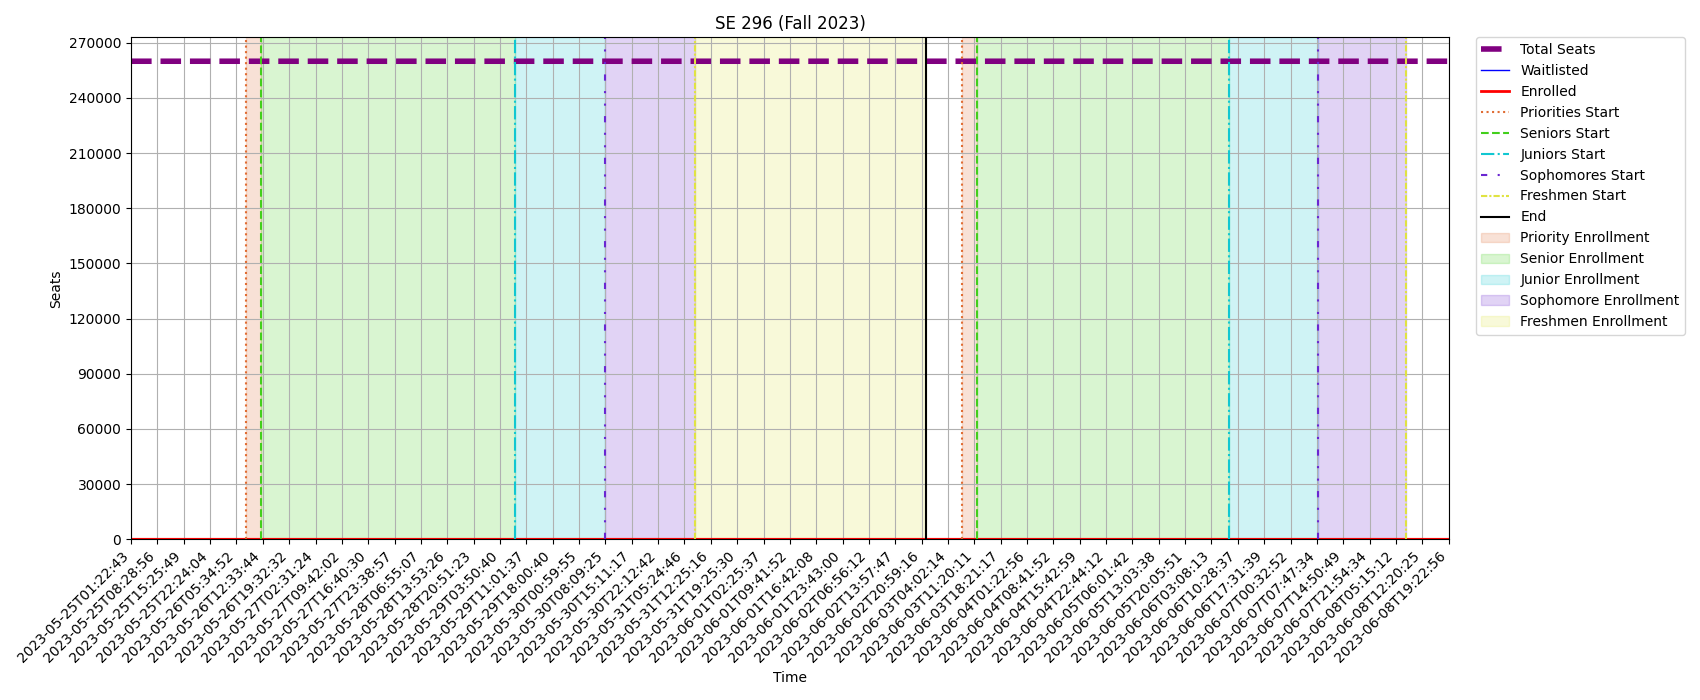 SE 296 (Fall 2023)
270000
240000
210000
180000
150000
120000
90000
60000
30000
0
Seats
2023-05-25T01:22:43
2023-05-25T08:28:56
2023-05-25T15:25:49
2023-05-25T22:24:04
2023-05-26T05:34:52
2023-05-26T12:33:44
2023-05-26T19:32:32
2023-05-27T02:31:24
2023-05-27T09:42:02
2023-05-27T16:40:30
2023-05-27T23:38:57
2023-05-28T06:55:07
2023-05-28T13:53:26
2023-05-28T20:51:23
2023-05-29T03:50:40
2023-05-29T11:01:37
2023-05-29T18:00:40
2023-05-30T00:59:55
2023-05-30T08:09:25
2023-05-30T15:11:17
2023-05-30T22:12:42
2023-05-31T05:24:46
2023-05-31T12:25:16
2023-05-31T19:25:30
2023-06-01T02:25:37
2023-06-01T09:41:52
2023-06-01T16:42:08
2023-06-01T23:43:00
2023-06-02T06:56:12
2023-06-02T13:57:47
2023-06-02T20:59:16
2023-06-03T04:02:14
2023-06-03T11:20:11
2023-06-03T18:21:17
2023-06-04T01:22:56
2023-06-04T08:41:52
2023-06-04T15:42:59
2023-06-04T22:44:12
2023-06-05T06:01:42
2023-06-05T13:03:38
2023-06-05T20:05:51
2023-06-06T03:08:13
2023-06-06T10:28:37
2023-06-06T17:31:39
2023-06-07T00:32:52
2023-06-07T07:47:34
2023-06-07T14:50:49
2023-06-07T21:54:34
2023-06-08T05:15:12
2023-06-08T12:20:25
2023-06-08T19:22:56
Time
Total Seats
Waitlisted
Enrolled
Priorities Start
Seniors Start
Juniors Start
Sophomores Start
Freshmen Start
End
Priority Enrollment
Senior Enrollment
Junior Enrollment
Sophomore Enrollment
Freshmen Enrollment